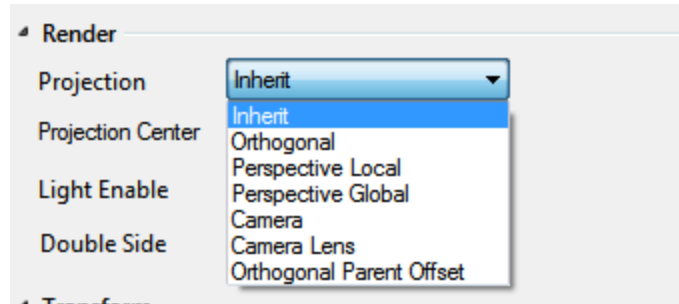 Render
Projection
Inherit
Inherit
Projection Center
Orthogonal
Perspective Local
Light Enable
Perspective Global
Camera
Double Side
Camera Lens
Orthogonal Parent Offset
Transform